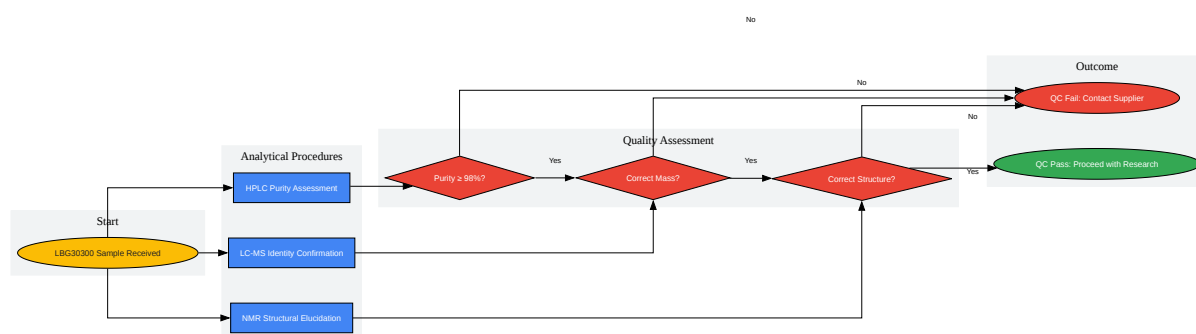 No
Outcome
No
QC Fail: Contact Supplier
No
Quality Assessment
Analytical Procedures
Yes
Yes
QC Pass: Proceed with Research
Yes
Purity ≥ 98%?
Correct Mass?
Correct Structure?
HPLC Purity Assessment
Start
LBG30300 Sample Received
LC-MS Identity Confirmation
NMR Structural Elucidation